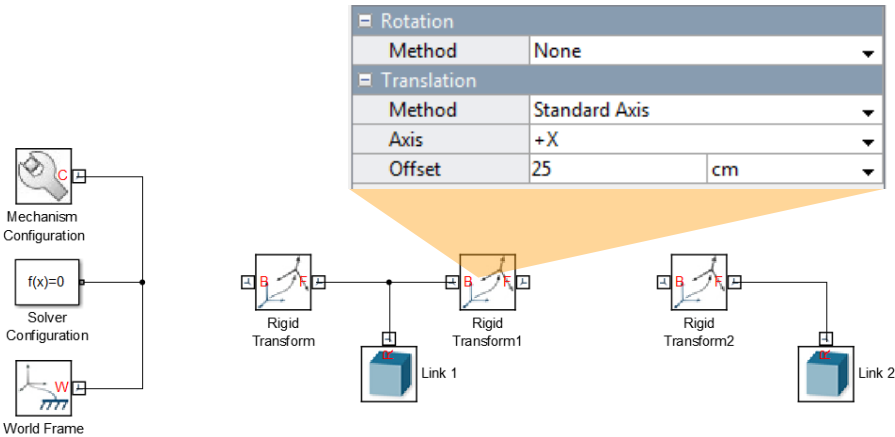 Rotation
Method None
Translation
Method Standard Axis
Axis +X
Offset 25 cm
C
Mechanism
Configuration
f(x)=0
Solver
Configuration
W
World Frame
B F
Rigid
Transform
R
Link 1
B F
Rigid
Transform1
B F
Rigid
Transform2
R
Link 2